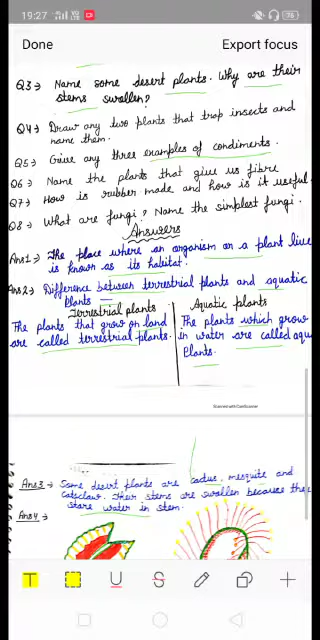 19:27
Done
Export focus
Q3→ Name some desert plants. Why are their
stems swollen?
Q4→ Draw any two plants that trap insects and
name them.
Q5→ Give any three examples of condiments.
Q6→ Name the plants that give us fibre
Q7→ How is rubber made and how is it useful
Q8→ What are fungi? Name the simplest fungi.
Answers
Ans1→ The place where an organism or a plant live
is known as its habitat.
Ans2→ Difference between terrestrial plants and aquatic
plants
Terrestrial plants
The plants that grow on land
are called terrestrial plants.
Aquatic plants
The plants which grow
in water are called aqu
plants.
Scanned with CamScanner
Ans3→ Some desert plants are cactus, mesquite and
catsclaw. Their stems are swollen because the
store water in stem.
Ans4→
T
U
S